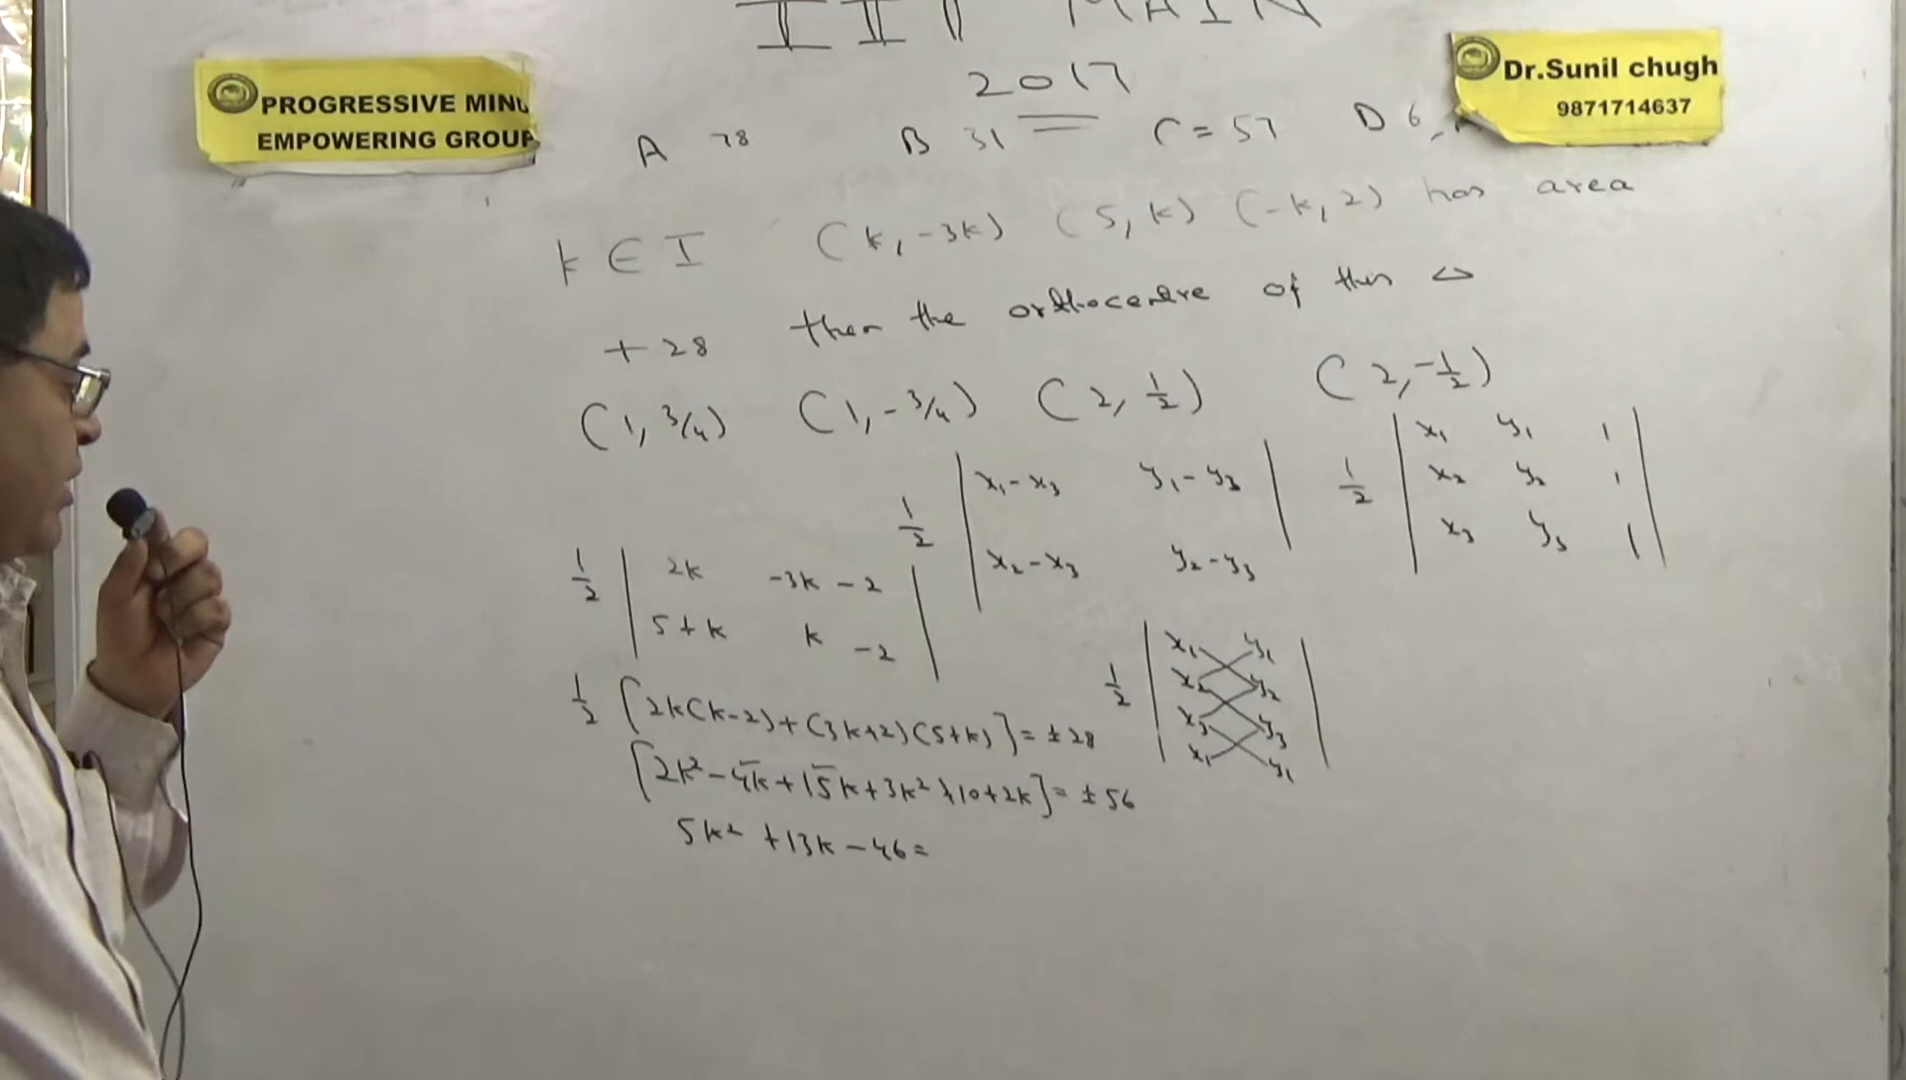 IIT MAIN
2017
PROGRESSIVE MIND
EMPOWERING GROUP
Dr.Sunil chugh
9871714637
A 78 B 31 C = 57 D 6
k ∈ I (k, -3k) (5, k) (-k, 2) has area
+ 28 then the orthocentre of this △
(1, 3/4) (1, -3/4) (2, 1/2) (2, -1/2)
1/2 | x₁ - x₃ y₁ - y₃ |
| x₂ - x₃ y₂ - y₃ |
1/2 | x₁ y₁ 1 |
| x₂ y₂ 1 |
| x₃ y₃ 1 |
1/2 | 2k -3k - 2 |
| 5 + k k - 2 |
1/2 [2k(k-2) + (3k+2)(5+k)] = ± 28
[2k² - 4k + 15k + 3k² + 10 + 2k] = ± 56
5k² + 13k - 46 =
1/2 | x₁ y₁ |
| x₂ y₂ |
| x₃ y₃ |
| x₁ y₁ |